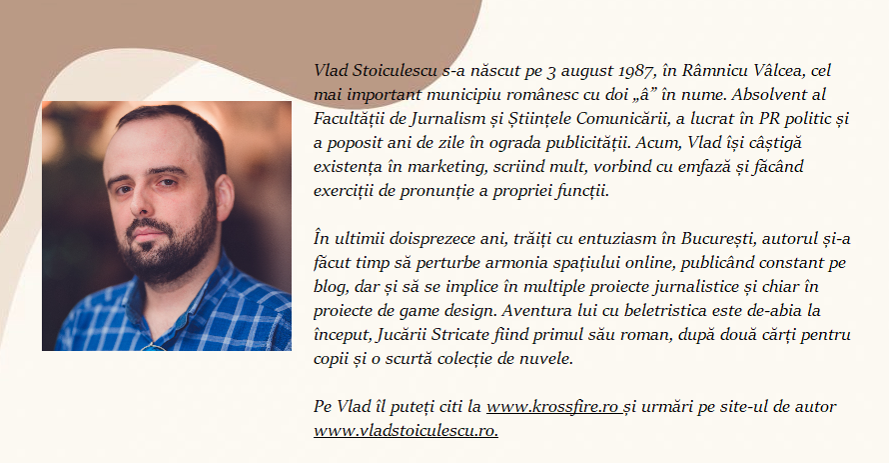 Vlad Stoiculescu s-a născut pe 3 august 1987, în Râmnicu Vâlcea, cel
mai important municipiu românesc cu doi „â” în nume. Absolvent al
Facultății de Jurnalism și Științele Comunicării, a lucrat în PR politic și
a poposit ani de zile în ograda publicității. Acum, Vlad își câștigă
existența în marketing, scriind mult, vorbind cu emfază și făcând
exerciții de pronunție a propriei funcții.
În ultimii doisprezece ani, trăiți cu entuziasm în București, autorul și-a
făcut timp să perturbe armonia spațiului online, publicând constant pe
blog, dar și să se implice în multiple proiecte jurnalistice și chiar în
proiecte de game design. Aventura lui cu beletristica este de-abia la
început, Jucării Stricate fiind primul său roman, după două cărți pentru
copii și o scurtă colecție de nuvele.
Pe Vlad îl puteți citi la www.krossfire.ro și urmări pe site-ul de autor
www.vladstoiculescu.ro.